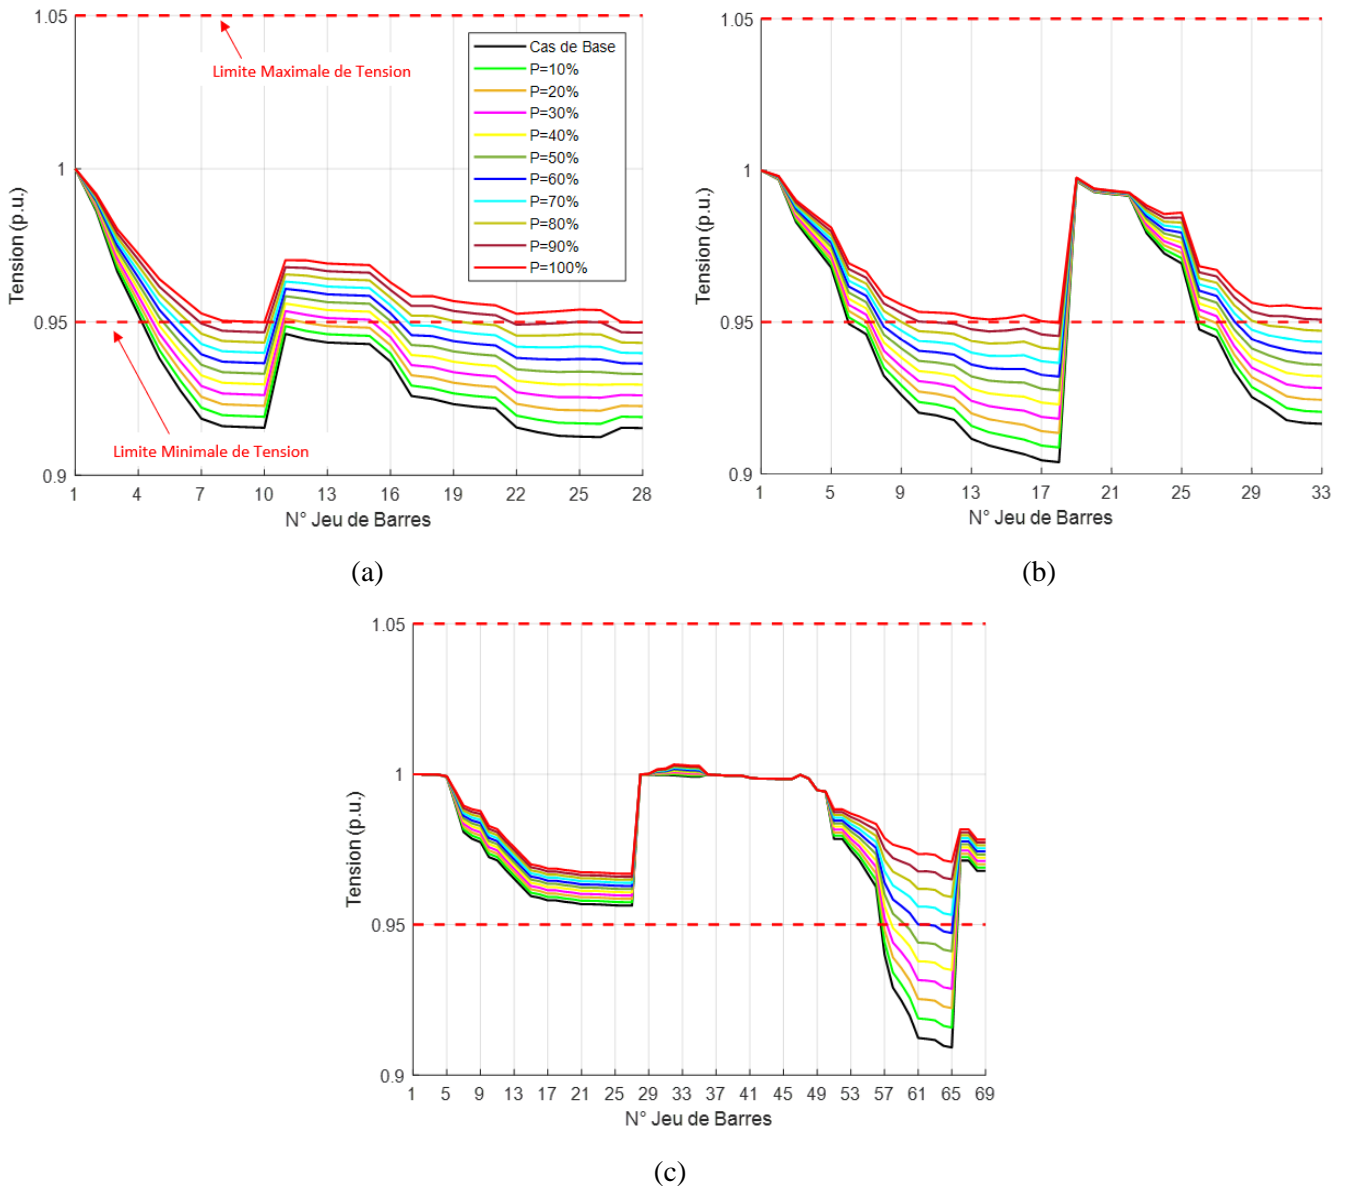 1.05
Limite Maximale de Tension
Cas de Base
P=10%
P=20%
P=30%
P=40%
P=50%
P=60%
P=70%
P=80%
P=90%
P=100%
1
Tension (p.u.)
0.95
Limite Minimale de Tension
0.9
1 4 7 10 13 16 19 22 25 28
N° Jeu de Barres
(a)
1.05
1
Tension (p.u.)
0.95
0.9
1 5 9 13 17 21 25 29 33
N° Jeu de Barres
(b)
1.05
1
Tension (p.u.)
0.95
0.9
1 5 9 13 17 21 25 29 33 37 41 45 49 53 57 61 65 69
N° Jeu de Barres
(c)